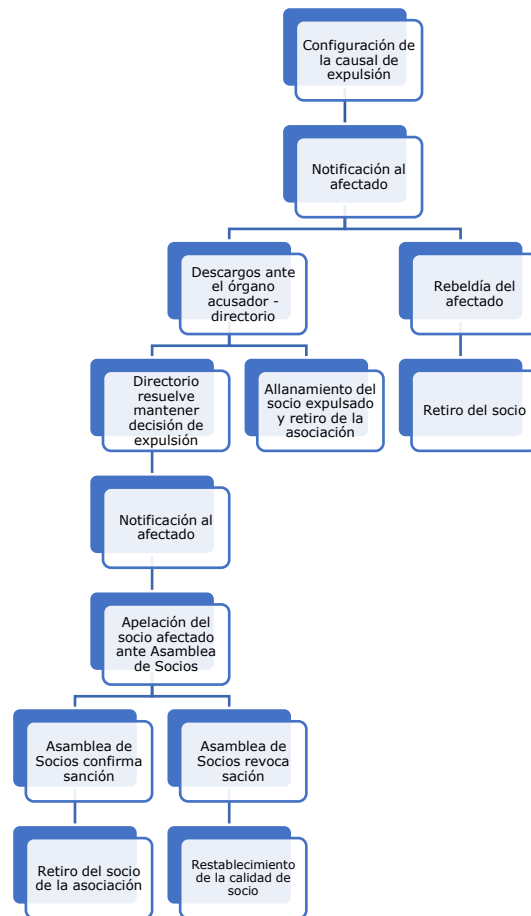 Configuración de
la causal de
expulsión
Notificación al
afectado
Descargos ante
el órgano
acusador -
directorio
Rebeldía del
afectado
Directorio
resuelve
mantener
decisión de
expulsión
Allanamiento del
socio expulsado
y retiro de la
asociación
Retiro del socio
Notificación al
afectado
Apelación del
socio afectado
ante Asamblea
de Socios
Asamblea de
Socios confirma
sanción
Asamblea de
Socios revoca
sación
Retiro del socio
de la asociación
Restablecimiento
de la calidad de
socio